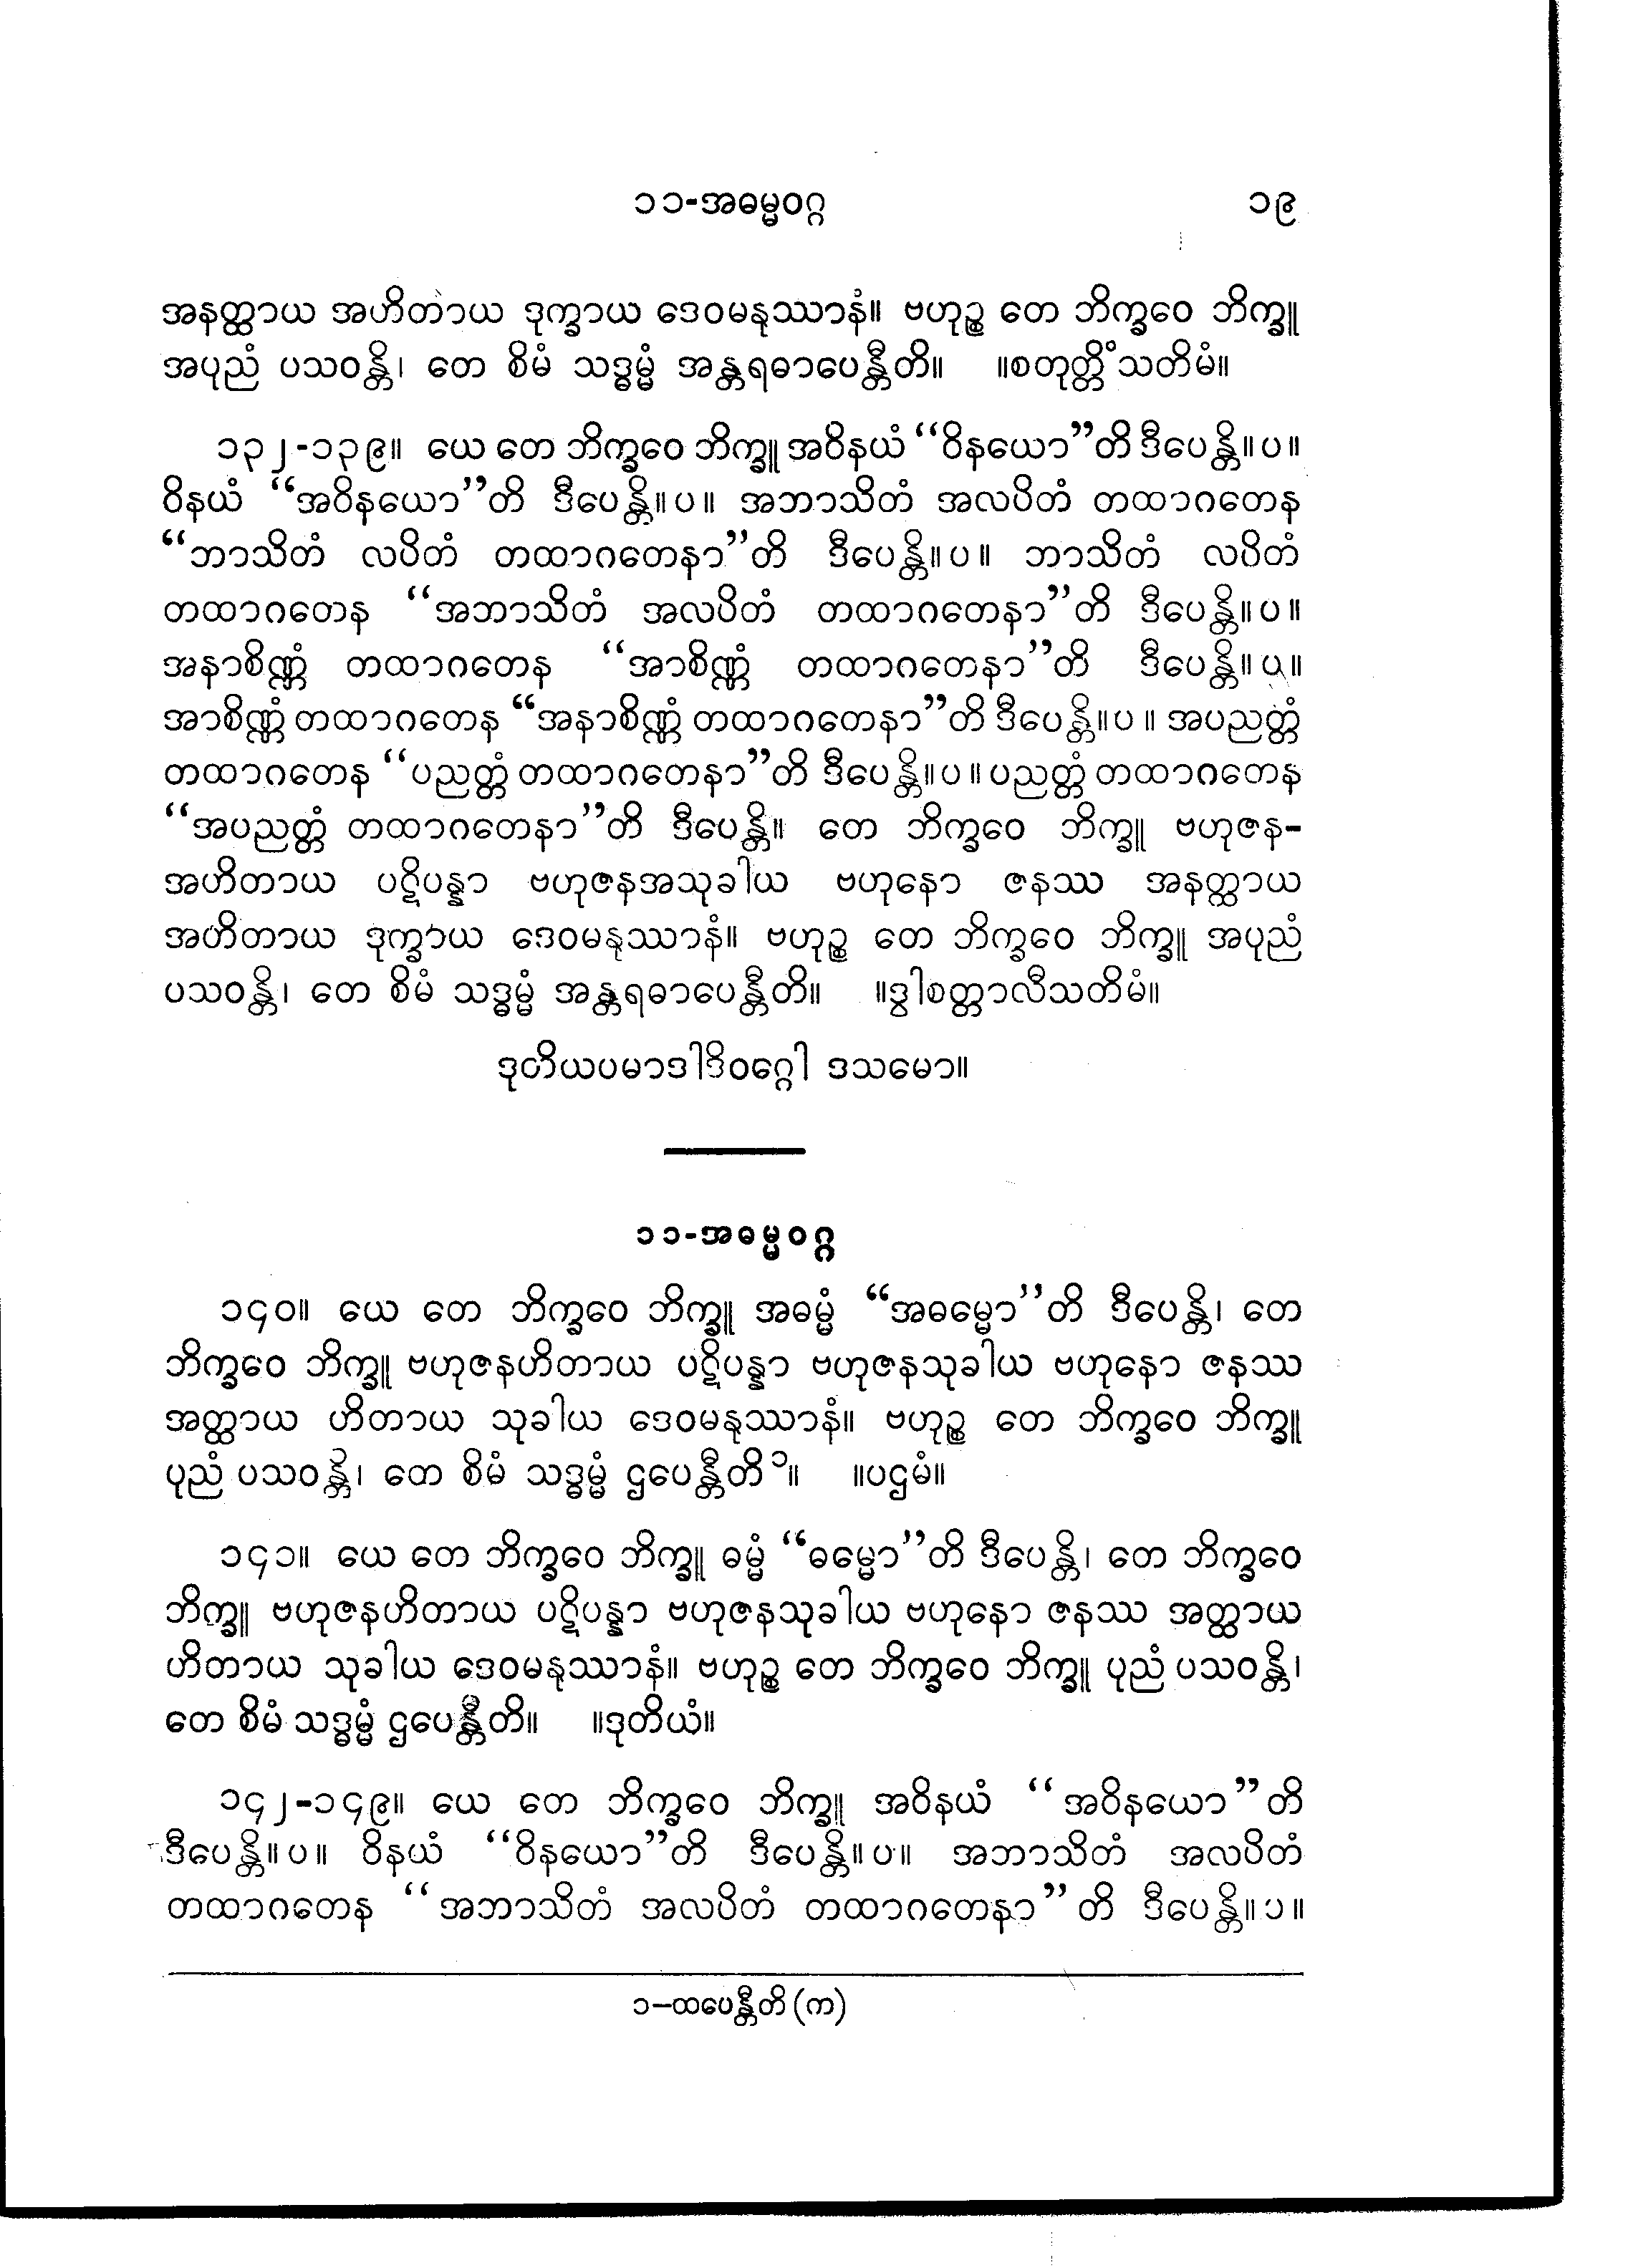 ၁၁-အဓမ္မဝဂ္ဂ ၁၉
အနတ္ထာယ အဟိတာယ ဒုက္ခာယ ဒေဝမနုဿာနံ။ ဗဟုဉ္စ တေ ဘိက္ခဝေ ဘိက္ခူ
အပုညံ ပသဝန္တိ၊ တေ စိမံ သဒ္ဓမ္မံ အန္တရဓာပေန္တီတိ။ ။စတုတ္တိံသတိမံ။
၁၃၂-၁၃၉။ ယေ တေ ဘိက္ခဝေ ဘိက္ခူ အဝိနယံ “ဝိနယော”တိ ဒီပေန္တိ။ပ။
ဝိနယံ “အဝိနယော”တိ ဒီပေန္တိ။ပ။ အဘာသိတံ အလပိတံ တထာဂတေန
“ဘာသိတံ လပိတံ တထာဂတေနာ”တိ ဒီပေန္တိ။ပ။ ဘာသိတံ လပိတံ
တထာဂတေန “အဘာသိတံ အလပိတံ တထာဂတေနာ”တိ ဒီပေန္တိ။ပ။
အနာစိဏ္ဏံ တထာဂတေန “အာစိဏ္ဏံ တထာဂတေနာ”တိ ဒီပေန္တိ။ပ။
အာစိဏ္ဏံ တထာဂတေန “အနာစိဏ္ဏံ တထာဂတေနာ”တိ ဒီပေန္တိ။ပ။ အပညတ္တံ
တထာဂတေန “ပညတ္တံ တထာဂတေနာ”တိ ဒီပေန္တိ။ပ။ ပညတ္တံ တထာဂတေန
“အပညတ္တံ တထာဂတေနာ”တိ ဒီပေန္တိ။ တေ ဘိက္ခဝေ ဘိက္ခူ ဗဟုဇန-
အဟိတာယ ပဋိပန္နာ ဗဟုဇနအသုခါယ ဗဟုနော ဇနဿ အနတ္ထာယ
အဟိတာယ ဒုက္ခာယ ဒေဝမနုဿာနံ။ ဗဟုဉ္စ တေ ဘိက္ခဝေ ဘိက္ခူ အပုညံ
ပသဝန္တိ၊ တေ စိမံ သဒ္ဓမ္မံ အန္တရဓာပေန္တီတိ။ ။ဒွါစတ္တာလီသတိမံ။
ဒုတိယပမာဒါဒိဝဂ္ဂေါ ဒသမော။
၁၁-အဓမ္မဝဂ္ဂ
၁၄၀။ ယေ တေ ဘိက္ခဝေ ဘိက္ခူ အဓမ္မံ “အဓမ္မော”တိ ဒီပေန္တိ၊ တေ
ဘိက္ခဝေ ဘိက္ခူ ဗဟုဇနဟိတာယ ပဋိပန္နာ ဗဟုဇနသုခါယ ဗဟုနော ဇနဿ
အတ္ထာယ ဟိတာယ သုခါယ ဒေဝမနုဿာနံ။ ဗဟုဉ္စ တေ ဘိက္ခဝေ ဘိက္ခူ
ပုညံ ပသဝန္တိ၊ တေ စိမံ သဒ္ဓမ္မံ ဌပေန္တီတိ ၁။ ။ပဌမံ။
၁၄၁။ ယေ တေ ဘိက္ခဝေ ဘိက္ခူ ဓမ္မံ “ဓမ္မော”တိ ဒီပေန္တိ၊ တေ ဘိက္ခဝေ
ဘိက္ခူ ဗဟုဇနဟိတာယ ပဋိပန္နာ ဗဟုဇနသုခါယ ဗဟုနော ဇနဿ အတ္ထာယ
ဟိတာယ သုခါယ ဒေဝမနုဿာနံ။ ဗဟုဉ္စ တေ ဘိက္ခဝေ ဘိက္ခူ ပုညံ ပသဝန္တိ၊
တေ စိမံ သဒ္ဓမ္မံ ဌပေန္တီတိ။ ။ဒုတိယံ။
၁၄၂-၁၄၉။ ယေ တေ ဘိက္ခဝေ ဘိက္ခူ အဝိနယံ “အဝိနယော”တိ
ဒီပေန္တိ။ပ။ ဝိနယံ “ဝိနယော”တိ ဒီပေန္တိ။ပ။ အဘာသိတံ အလပိတံ
တထာဂတေန “အဘာသိတံ အလပိတံ တထာဂတေနာ”တိ ဒီပေန္တိ။ပ။
၁-ထပေန္တီတိ (က)